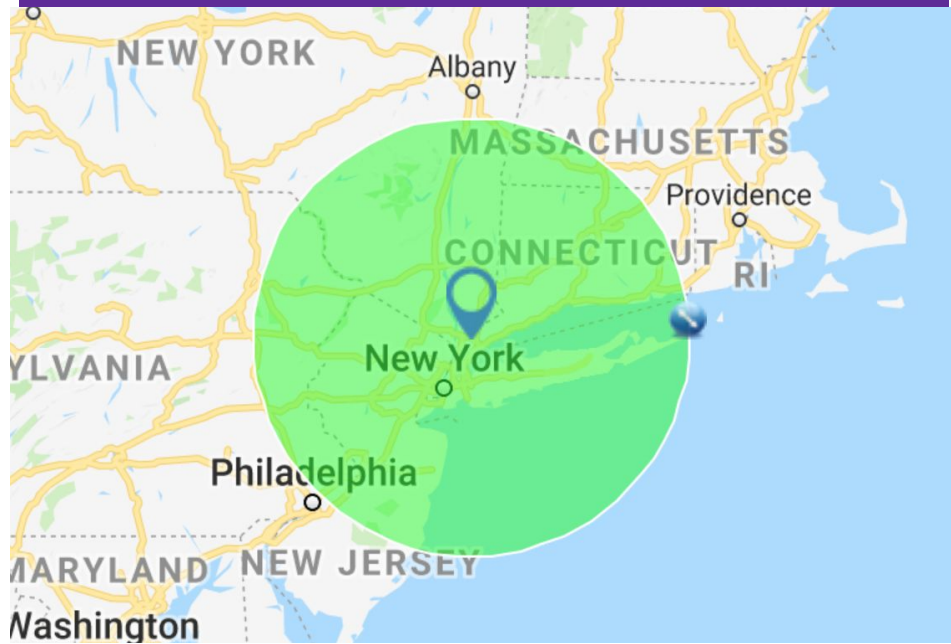 NEW YORK
Albany
MASSACHUSETTS
Providence
CONNECTICUT
RI
New York
YLVANIA
Philadelphia
MARYLAND
NEW JERSEY
Washington